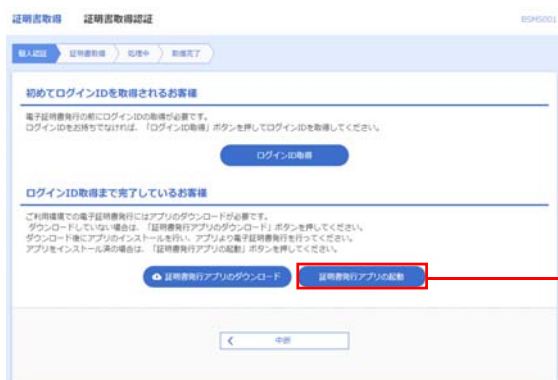 証明書取得 証明書取得認証 BSMS001
個人認証 証明書取得 処理中 取得完了
初めてログインIDを取得されるお客様
電子証明書発行の前にログインIDの取得が必要です。
ログインIDをお持ちでなければ、「ログインID取得」ボタンを押してログインIDを取得してください。
ログインID取得
ログインID取得まで完了しているお客様
ご利用環境での電子証明書発行にはアプリのダウンロードが必要です。
ダウンロードしていない場合は、「証明書発行アプリのダウンロード」ボタンを押してください。
ダウンロード後にアプリのインストールを行い、アプリより電子証明書発行を行ってください。
アプリをインストール済の場合は、「証明書発行アプリの起動」ボタンを押してください。
証明書発行アプリのダウンロード 証明書発行アプリの起動
中断